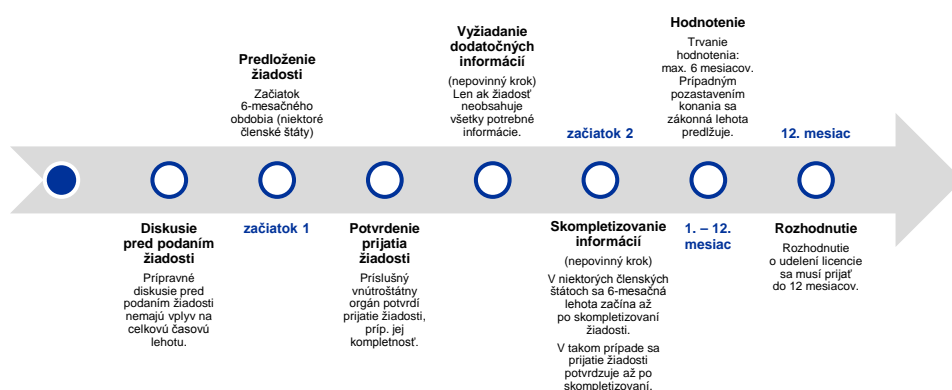 Diskusie
pred podaním
žiadosti
Prípravné
diskusie pred
podaním žiadosti
nemajú vplyv na
celkovú časovú
lehotu.
Predloženie
žiadosti
Začiatok
6-mesačného
obdobia (niektoré
členské štáty)
začiatok 1
Potvrdenie
prijatia
žiadosti
Príslušný
vnútroštátny
orgán potvrdí
prijatie žiadosti,
príp. jej
kompletnosť.
Vyžiadanie
dodatočných
informácií
(nepovinný krok)
Len ak žiadosť
neobsahuje
všetky potrebné
informácie.
začiatok 2
Skompletizovanie
informácií
(nepovinný krok)
V niektorých členských
štátoch sa 6-mesačná
lehota začína až
po skompletizovaní
žiadosti.
V takom prípade sa
prijatie žiadosti
potvrdzuje až po
skompletizovaní.
Hodnotenie
Trvanie
hodnotenia:
max. 6 mesiacov.
Prípadným
pozastavením
konania sa
zákonná lehota
predlžuje.
1. – 12.
mesiac
12. mesiac
Rozhodnutie
Rozhodnutie
o udelení licencie
sa musí prijať
do 12 mesiacov.